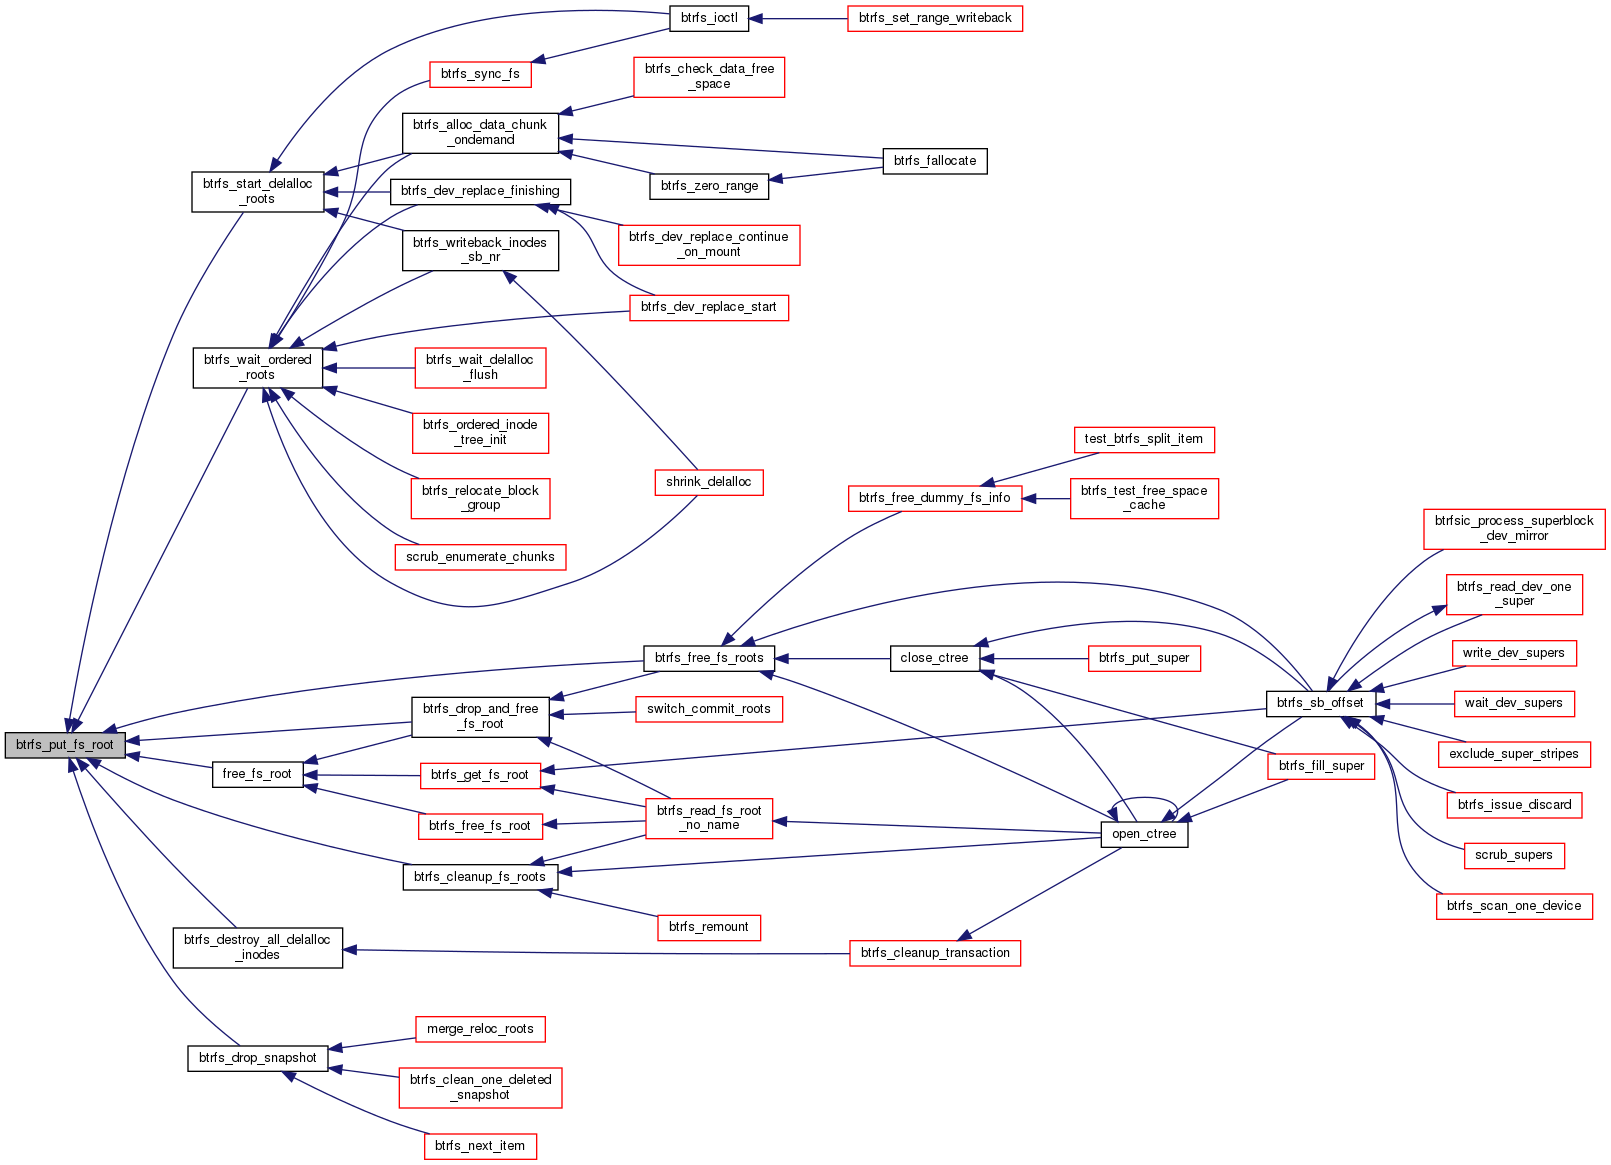 btrfs_ioctl
btrfs_set_range_writeback
btrfs_sync_fs
btrfs_check_data_free
_space
btrfs_alloc_data_chunk
_ondemand
btrfs_fallocate
btrfs_start_delalloc
_roots
btrfs_dev_replace_finishing
btrfs_zero_range
btrfs_writeback_inodes
_sb_nr
btrfs_dev_replace_continue
_on_mount
btrfs_dev_replace_start
btrfs_wait_ordered
_roots
btrfs_wait_delalloc
_flush
btrfs_ordered_inode
_tree_init
test_btrfs_split_item
btrfs_relocate_block
_group
shrink_delalloc
btrfs_free_dummy_fs_info
btrfs_test_free_space
_cache
scrub_enumerate_chunks
btrfsic_process_superblock
_dev_mirror
btrfs_read_dev_one
_super
btrfs_free_fs_roots
close_ctree
btrfs_put_super
write_dev_supers
btrfs_drop_and_free
_fs_root
switch_commit_roots
btrfs_sb_offset
wait_dev_supers
btrfs_put_fs_root
free_fs_root
btrfs_get_fs_root
btrfs_fill_super
exclude_super_stripes
btrfs_free_fs_root
btrfs_read_fs_root
_no_name
open_ctree
btrfs_issue_discard
btrfs_cleanup_fs_roots
scrub_supers
btrfs_remount
btrfs_scan_one_device
btrfs_destroy_all_delalloc
_inodes
btrfs_cleanup_transaction
btrfs_drop_snapshot
merge_reloc_roots
btrfs_clean_one_deleted
_snapshot
btrfs_next_item